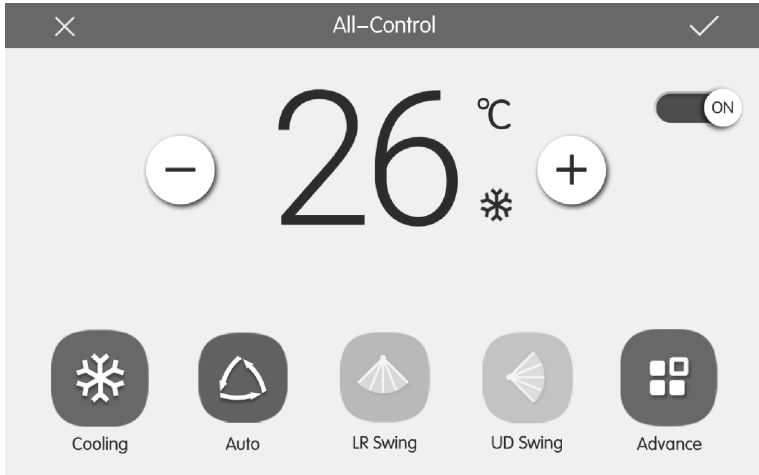 All-Control
26 °C
ON
Cooling
Auto
LR Swing
UD Swing
Advance